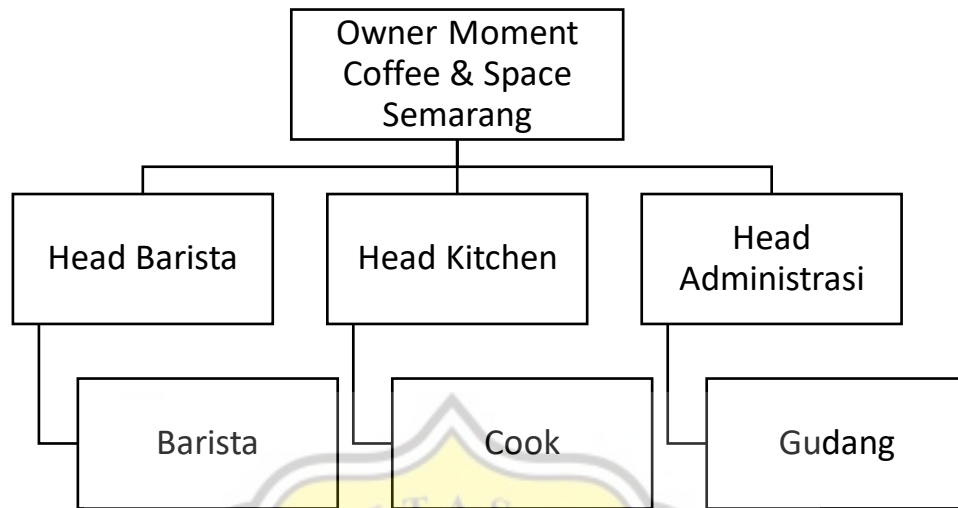 Owner Moment
Coffee & Space
Semarang
Head Barista
Head Kitchen
Head
Administrasi
Barista
Cook
Gudang